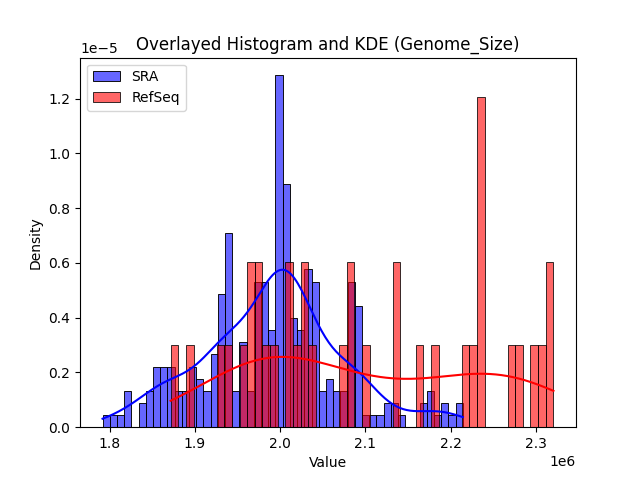 Overlayed Histogram and KDE (Genome_Size)
1e−5
SRA
RefSeq
1.2
1.0
0.8
0.6
0.4
0.2
0.0
Density
1.8 1.9 2.0 2.1 2.2 2.3
Value
1e6